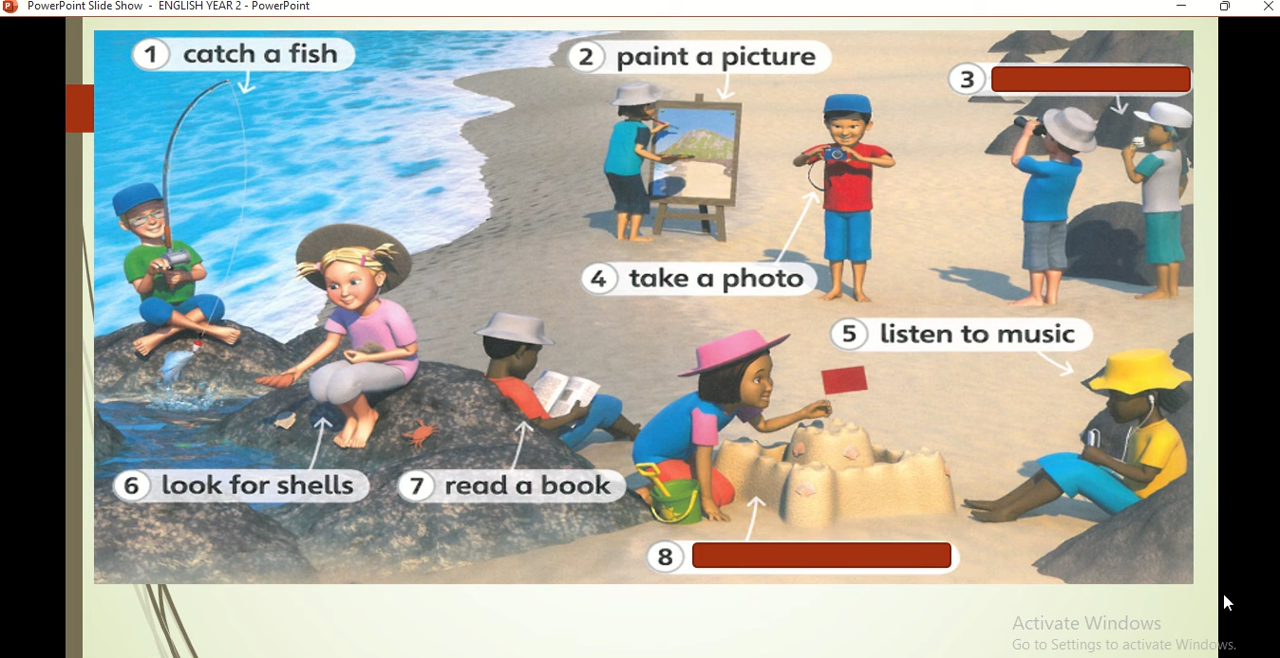 PowerPoint Slide Show - ENGLISH YEAR 2 - PowerPoint
1 catch a fish
2 paint a picture
3
4 take a photo
5 listen to music
6 look for shells
7 read a book
8
Activate Windows
Go to Settings to activate Windows.